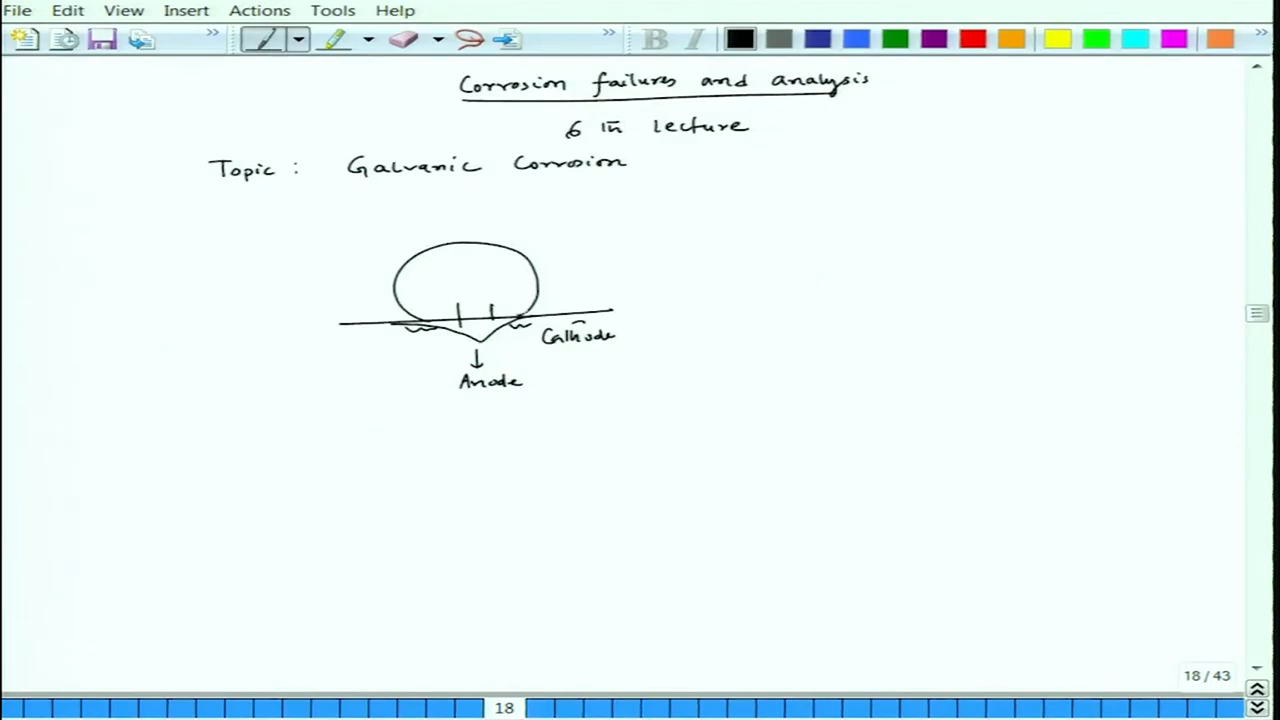 File Edit View Insert Actions Tools Help
B I
Corrosion failures and analysis
6 th lecture
Topic : Galvanic Corrosion
Cathode
Anode
18 / 43
18